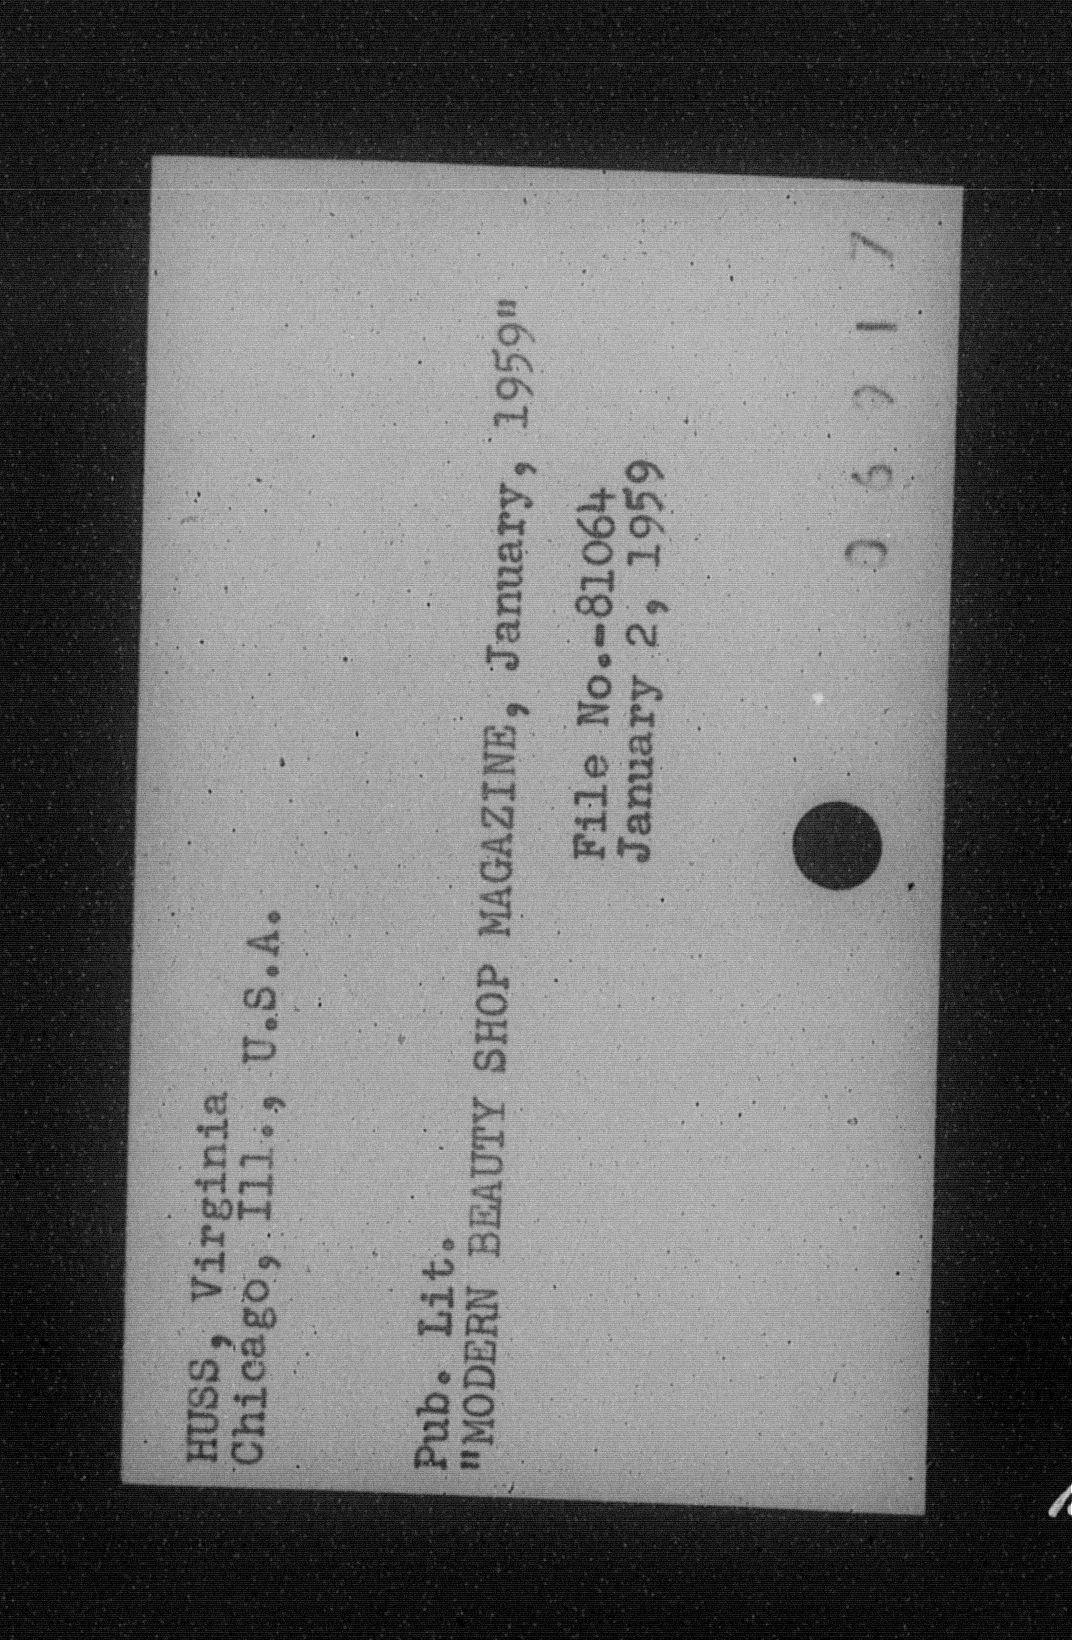 HUSS, Virginia
Chicago, Ill., U.S.A.
Pub. Lit.
"MODERN BEAUTY SHOP MAGAZINE, January, 1959"
File No.-81064
January 2, 1959